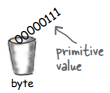 00000111
primitive
value
byte